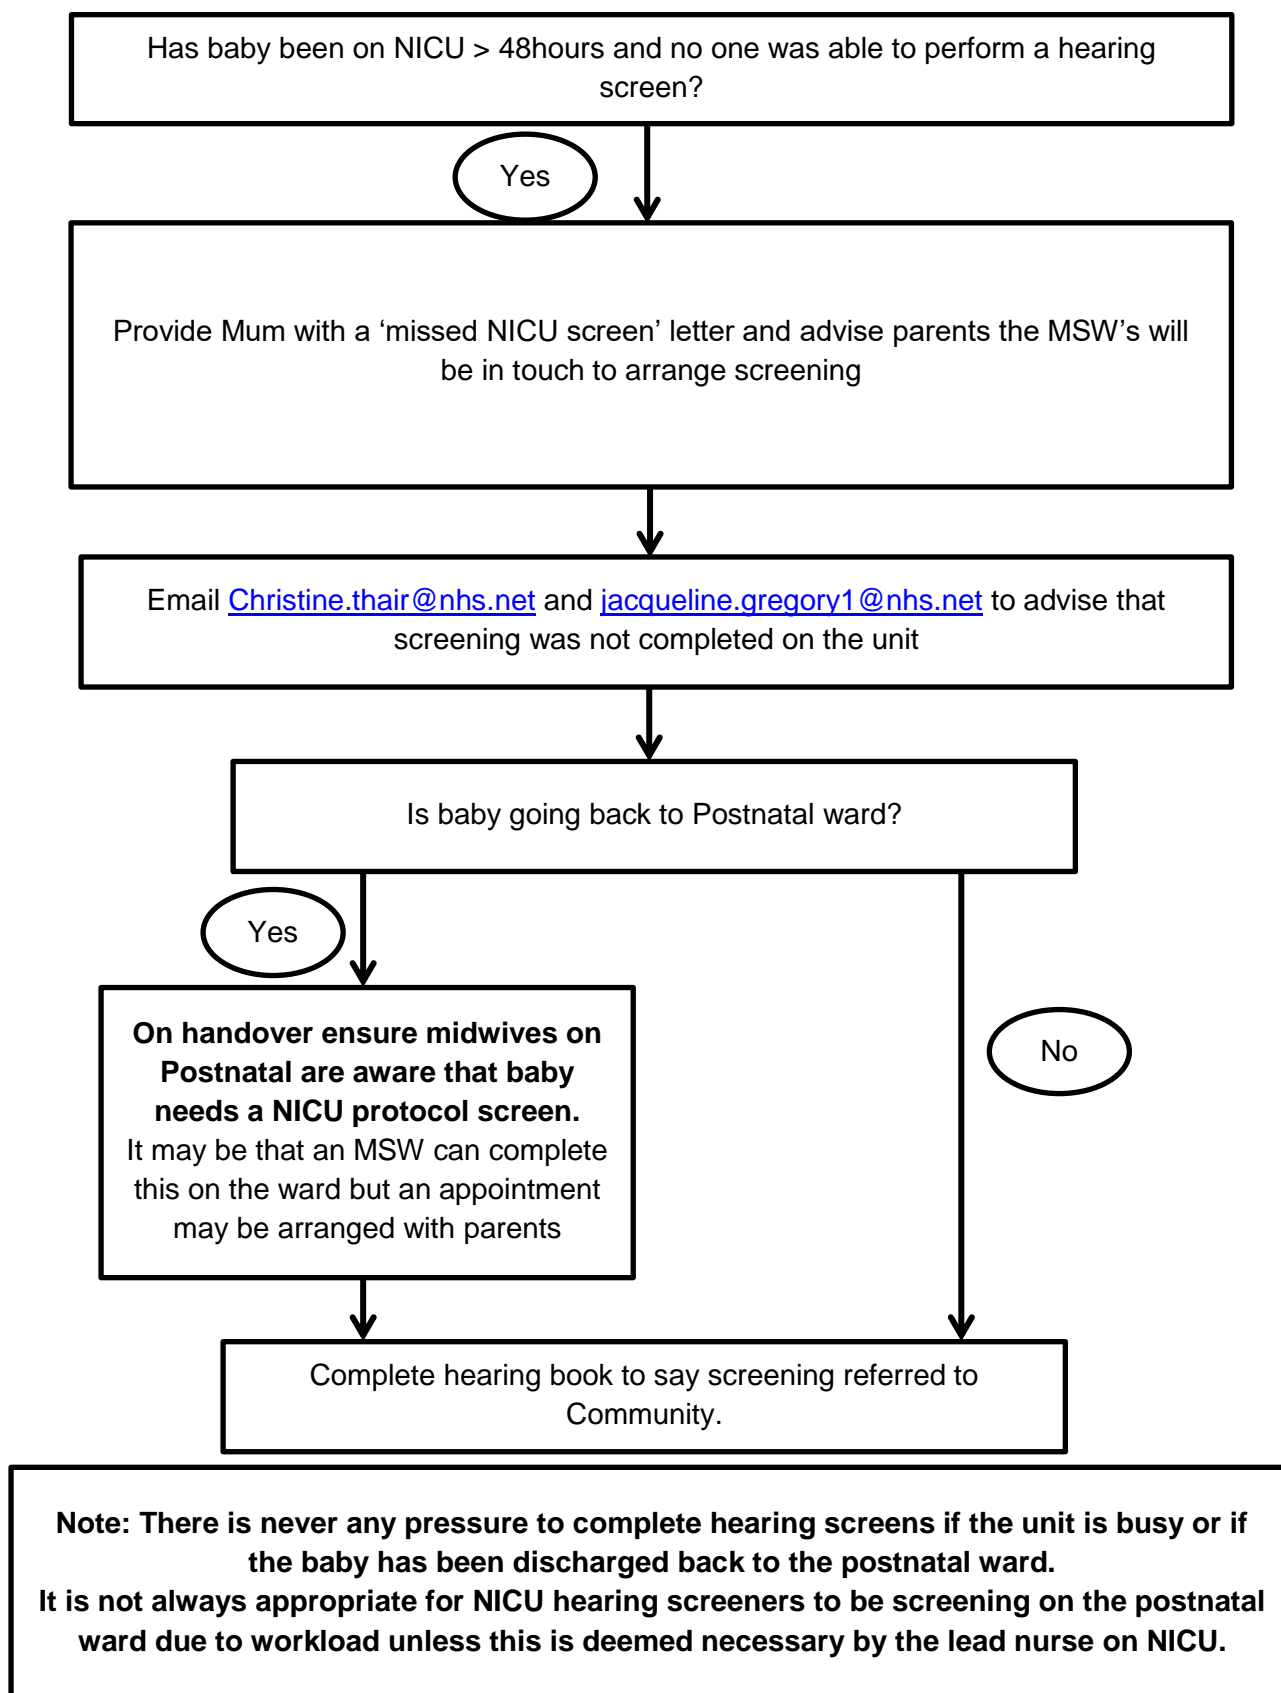 Has baby been on NICU > 48hours and no one was able to perform a hearing
screen?
Yes
Provide Mum with a ‘missed NICU screen’ letter and advise parents the MSW’s will
be in touch to arrange screening
Email Christine.thair@nhs.net and jacqueline.gregory1@nhs.net to advise that
screening was not completed on the unit
Is baby going back to Postnatal ward?
Yes
On handover ensure midwives on
Postnatal are aware that baby
needs a NICU protocol screen.
It may be that an MSW can complete
this on the ward but an appointment
may be arranged with parents
No
Complete hearing book to say screening referred to
Community.
Note: There is never any pressure to complete hearing screens if the unit is busy or if
the baby has been discharged back to the postnatal ward.
It is not always appropriate for NICU hearing screeners to be screening on the postnatal
ward due to workload unless this is deemed necessary by the lead nurse on NICU.